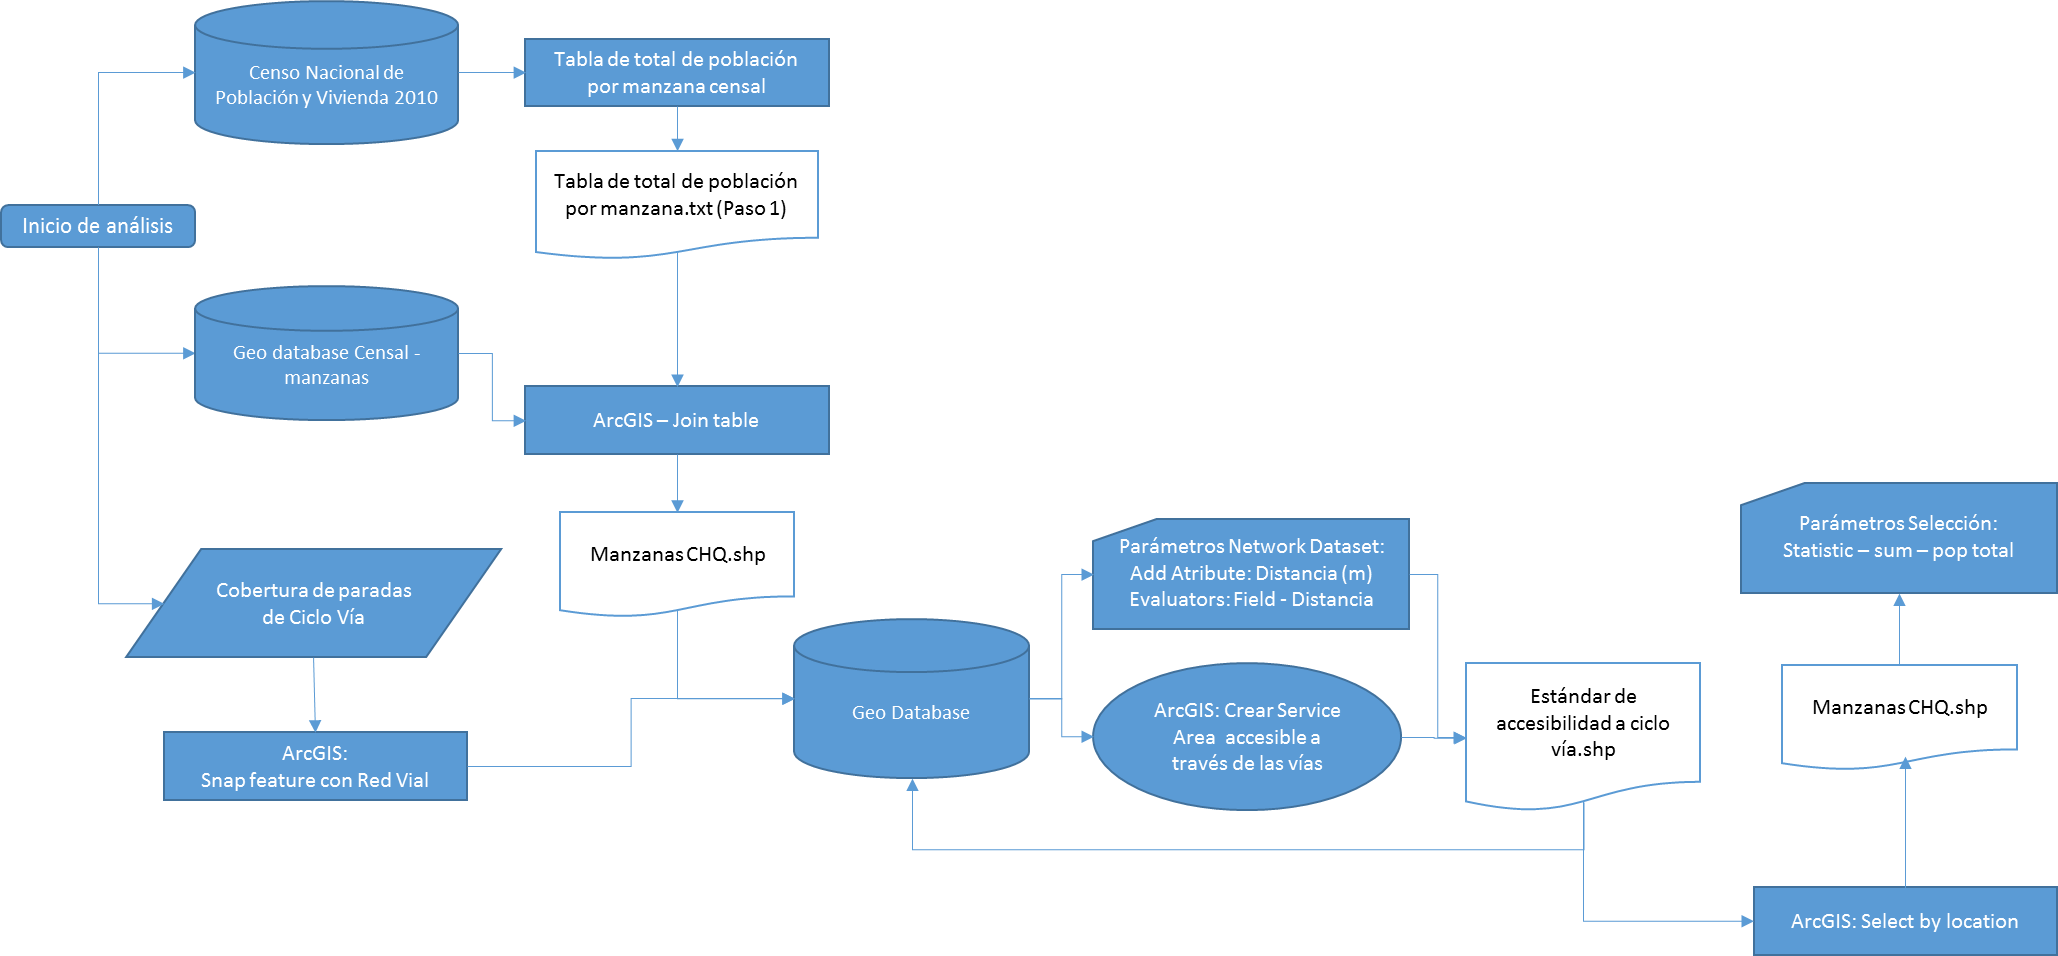 Censo Nacional de
Población y Vivienda 2010
Tabla de total de población
por manzana censal
Tabla de total de población
por manzana.txt (Paso 1)
Inicio de análisis
Geo database Censal -
manzanas
ArcGIS – Join table
Manzanas CHQ.shp
Cobertura de paradas
de Ciclo Vía
ArcGIS:
Snap feature con Red Vial
Geo Database
Parámetros Network Dataset:
Add Atribute: Distancia (m)
Evaluators: Field - Distancia
ArcGIS: Crear Service
Area accesible a
través de las vías
Estándar de
accesibilidad a ciclo
vía.shp
Parámetros Selección:
Statistic – sum – pop total
Manzanas CHQ.shp
ArcGIS: Select by location